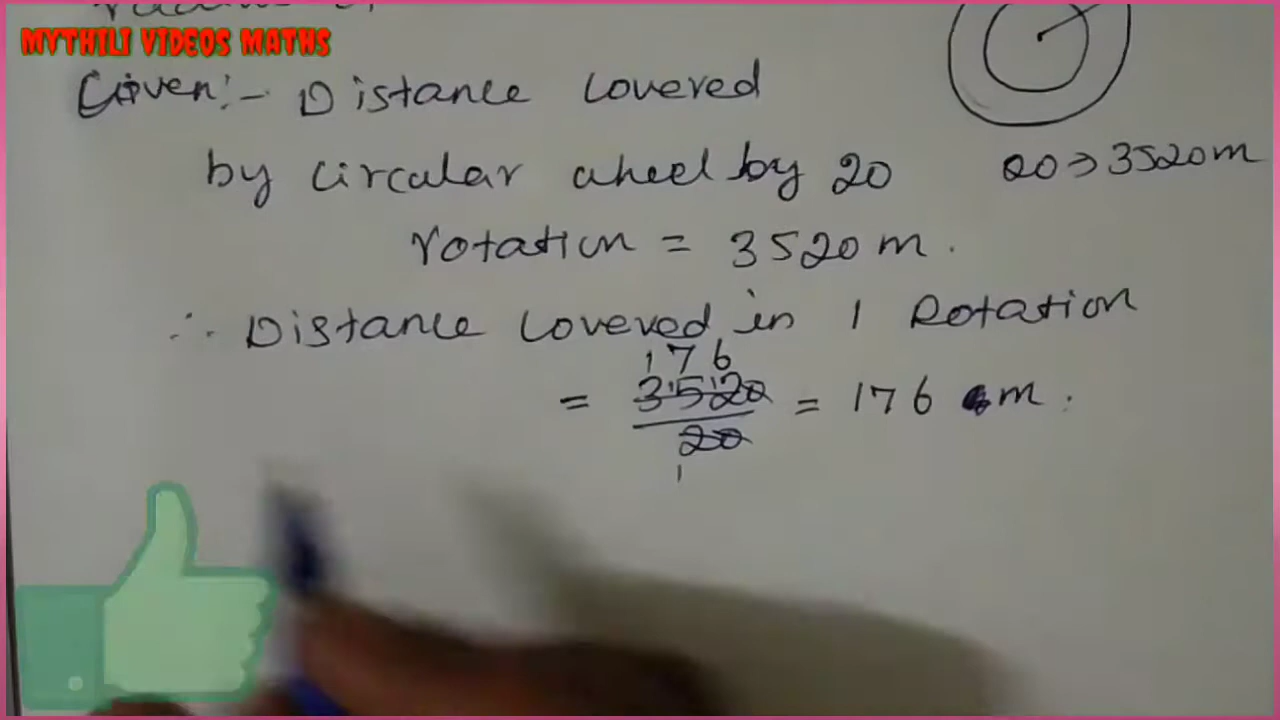 MYTHILI VIDEOS MATHS
Given:- Distance covered
by circular wheel by 20
20 → 3520m
rotation = 3520 m.
∴ Distance covered in 1 Rotation
= 3520/20 = 176 m.
176
1